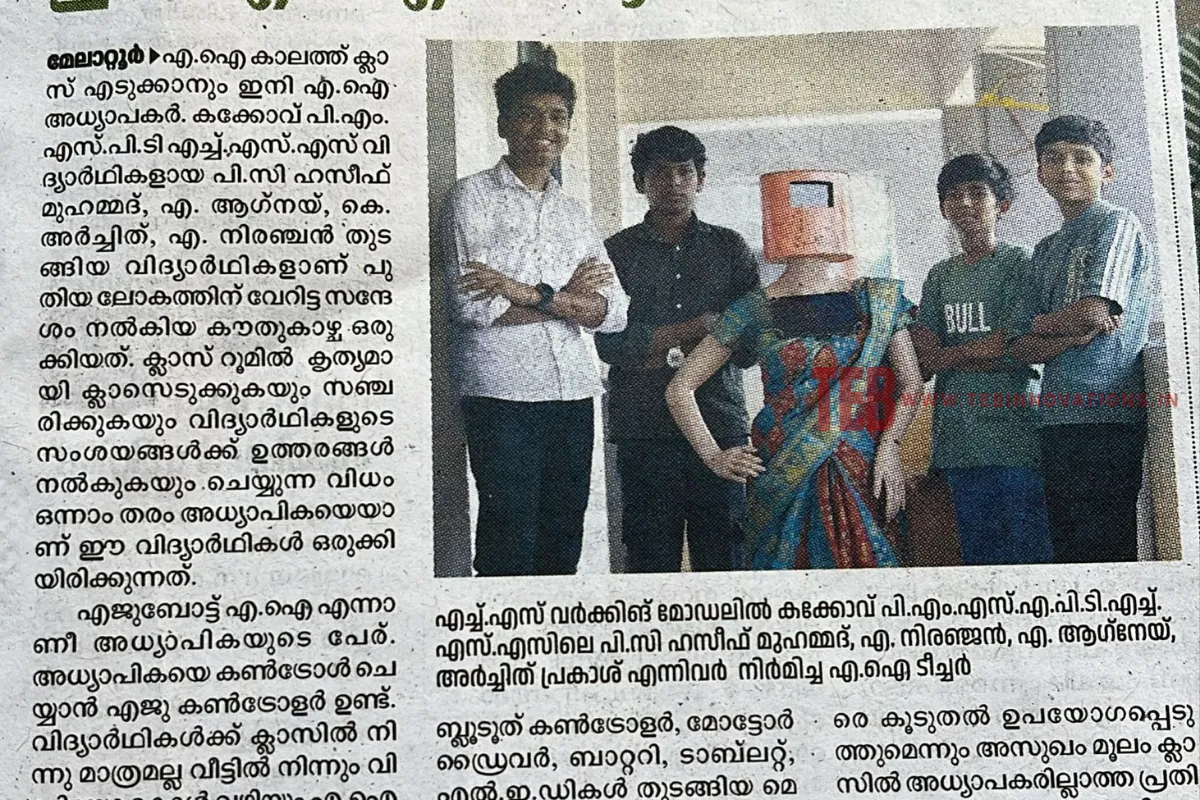 മേലാറ്റൂർ ▶ എ.ഐ കാലത്ത് ക്ലാ
സ് എടുക്കാനും ഇനി എ.ഐ
അധ്യാപകർ. കക്കോവ് പി.എം.
എസ്.പി.ടി എച്ച്.എസ്.എസ് വി
ദ്യാർഥികളായ പി.സി ഹസീഫ്
മുഹമ്മദ്, എ. ആഗ്നയ്, കെ.
അർച്ചിത്, എ. നിരഞ്ചൻ തുട
ങ്ങിയ വിദ്യാർഥികളാണ് പു
തിയ ലോകത്തിന് വേറിട്ട സന്ദേ
ശം നൽകിയ കൗതുകാഴ്ച ഒരു
ക്കിയത്. ക്ലാസ് റൂമിൽ കൃത്യമാ
യി ക്ലാസെടുക്കുകയും സഞ്ച
രിക്കുകയും വിദ്യാർഥികളുടെ
സംശയങ്ങൾക്ക് ഉത്തരങ്ങൾ
നൽകുകയും ചെയ്യുന്ന വിധം
ഒന്നാം തരം അധ്യാപികയെയാ
ണ് ഈ വിദ്യാർഥികൾ ഒരുക്കി
യിരിക്കുന്നത്.
എജുബോട്ട് എ.ഐ എന്നാ
ണീ അധ്യാപികയുടെ പേര്.
അധ്യാപികയെ കൺട്രോൾ ചെ
യ്യാൻ എജു കൺട്രോളർ ഉണ്ട്.
വിദ്യാർഥികൾക്ക് ക്ലാസിൽ നി
ന്നു മാത്രമല്ല വീട്ടിൽ നിന്നും വി
BULL
TEB WWW.TEBINNOVATIONS.IN
എച്ച്.എസ് വർക്കിങ് മോഡലിൽ കക്കോവ് പി.എം.എസ്.എ.പി.ടി.എച്ച്.
എസ്.എസിലെ പി.സി ഹസീഫ് മുഹമ്മദ്, എ. നിരഞ്ജൻ, എ. ആഗ്നേയ്,
അർച്ചിത് പ്രകാശ് എന്നിവർ നിർമിച്ച എ.ഐ ടീച്ചർ
ബ്ലൂടൂത് കൺട്രോളർ, മോട്ടോർ
ഡ്രൈവർ, ബാറ്ററി, ടാബ്‌ലറ്റ്,
എൽ.ഇ.ഡികൾ തുടങ്ങിയ മെ
രെ കൂടുതൽ ഉപയോഗപ്പെടു
ത്തുമെന്നും അസുഖം മൂലം ക്ലാ
സിൽ അധ്യാപകരില്ലാത്ത പ്രതി